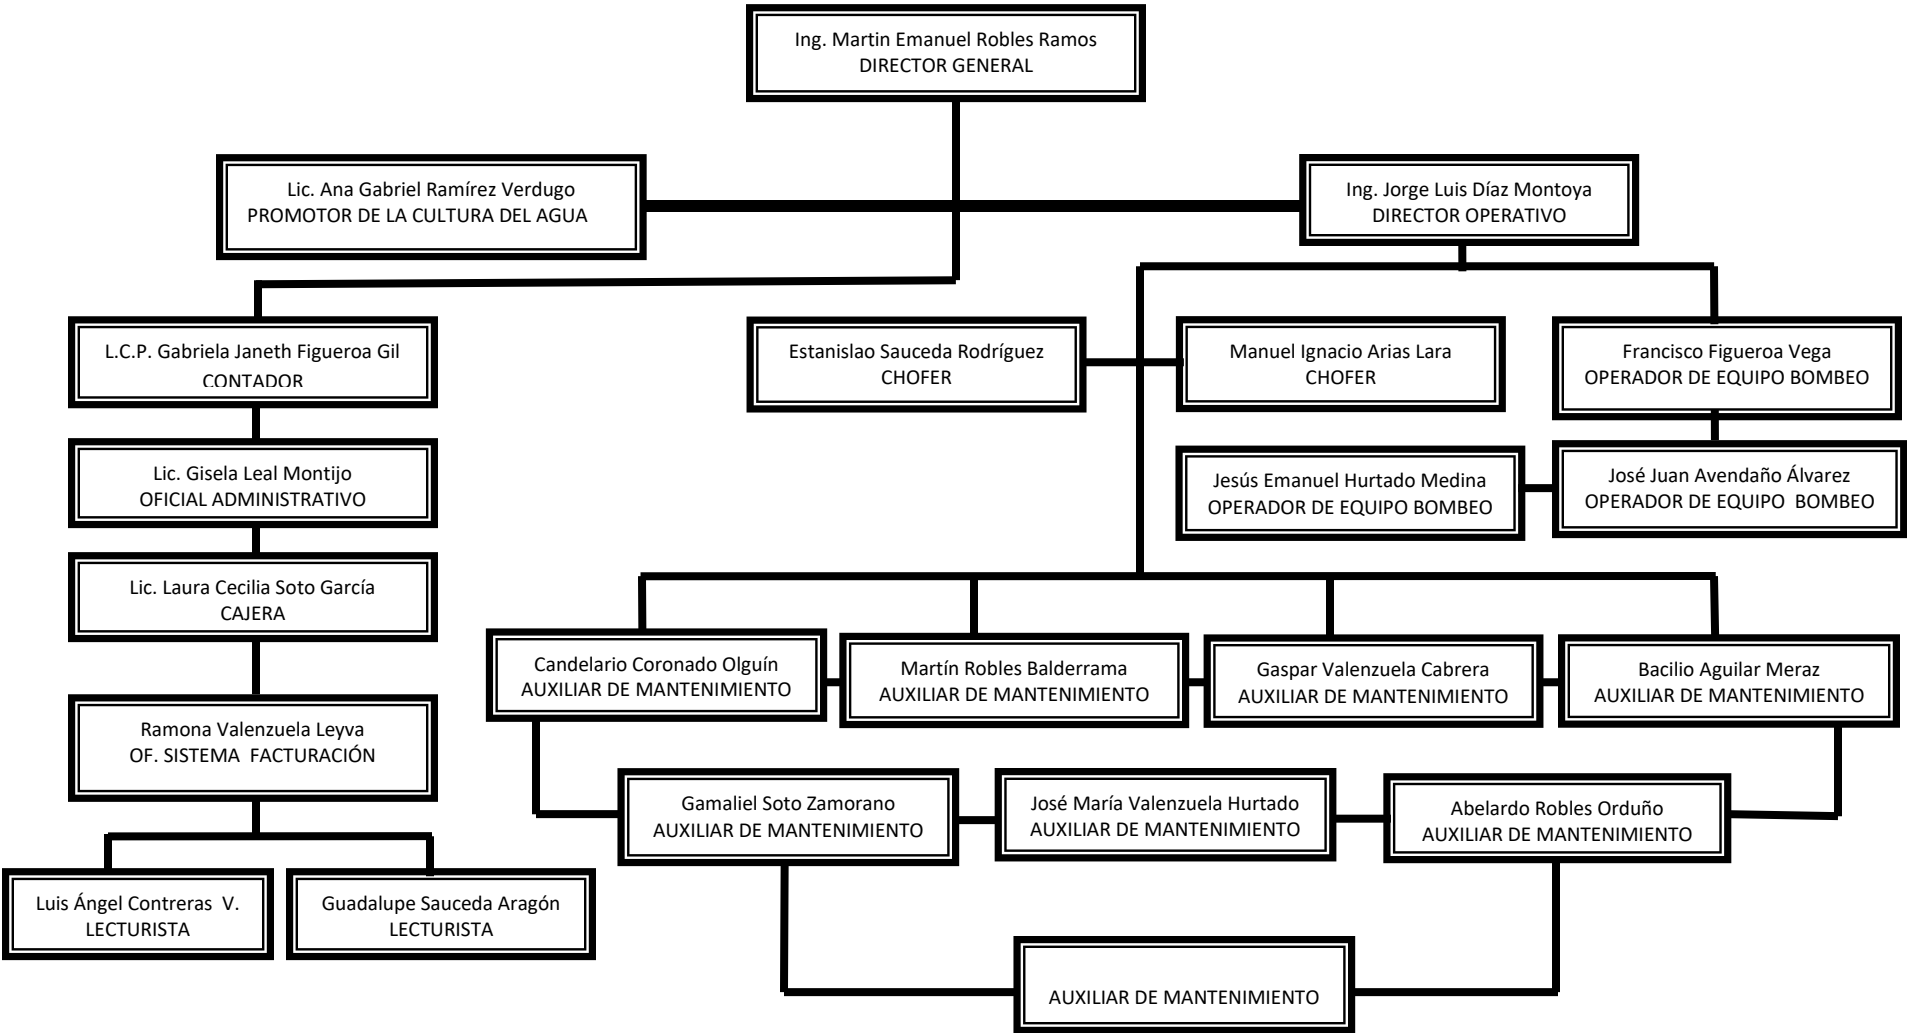 Ing. Martin Emanuel Robles Ramos
DIRECTOR GENERAL
Lic. Ana Gabriel Ramírez Verdugo
PROMOTOR DE LA CULTURA DEL AGUA
Ing. Jorge Luis Díaz Montoya
DIRECTOR OPERATIVO
L.C.P. Gabriela Janeth Figueroa Gil
CONTADOR
Estanislao Sauceda Rodríguez
CHOFER
Manuel Ignacio Arias Lara
CHOFER
Francisco Figueroa Vega
OPERADOR DE EQUIPO BOMBEO
Lic. Gisela Leal Montijo
OFICIAL ADMINISTRATIVO
Jesús Emanuel Hurtado Medina
OPERADOR DE EQUIPO BOMBEO
José Juan Avendaño Álvarez
OPERADOR DE EQUIPO  BOMBEO
Lic. Laura Cecilia Soto García
CAJERA
Candelario Coronado Olguín
AUXILIAR DE MANTENIMIENTO
Martín Robles Balderrama
AUXILIAR DE MANTENIMIENTO
Gaspar Valenzuela Cabrera
AUXILIAR DE MANTENIMIENTO
Bacilio Aguilar Meraz
AUXILIAR DE MANTENIMIENTO
Ramona Valenzuela Leyva
OF. SISTEMA  FACTURACIÓN
Gamaliel Soto Zamorano
AUXILIAR DE MANTENIMIENTO
José María Valenzuela Hurtado
AUXILIAR DE MANTENIMIENTO
Abelardo Robles Orduño
AUXILIAR DE MANTENIMIENTO
Luis Ángel Contreras  V.
LECTURISTA
Guadalupe Sauceda Aragón
LECTURISTA
AUXILIAR DE MANTENIMIENTO